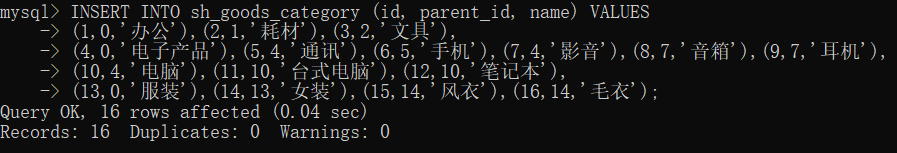 mysql> INSERT INTO sh_goods_category (id, parent_id, name) VALUES
    -> (1,0,'办公'),(2,1,'耗材'),(3,2,'文具'),
    -> (4,0,'电子产品'),(5,4,'通讯'),(6,5,'手机'),(7,4,'影音'),(8,7,'音箱'),(9,7,'耳机'),
    -> (10,4,'电脑'),(11,10,'台式电脑'),(12,10,'笔记本'),
    -> (13,0,'服装'),(14,13,'女装'),(15,14,'风衣'),(16,14,'毛衣');
Query OK, 16 rows affected (0.04 sec)
Records: 16  Duplicates: 0  Warnings: 0